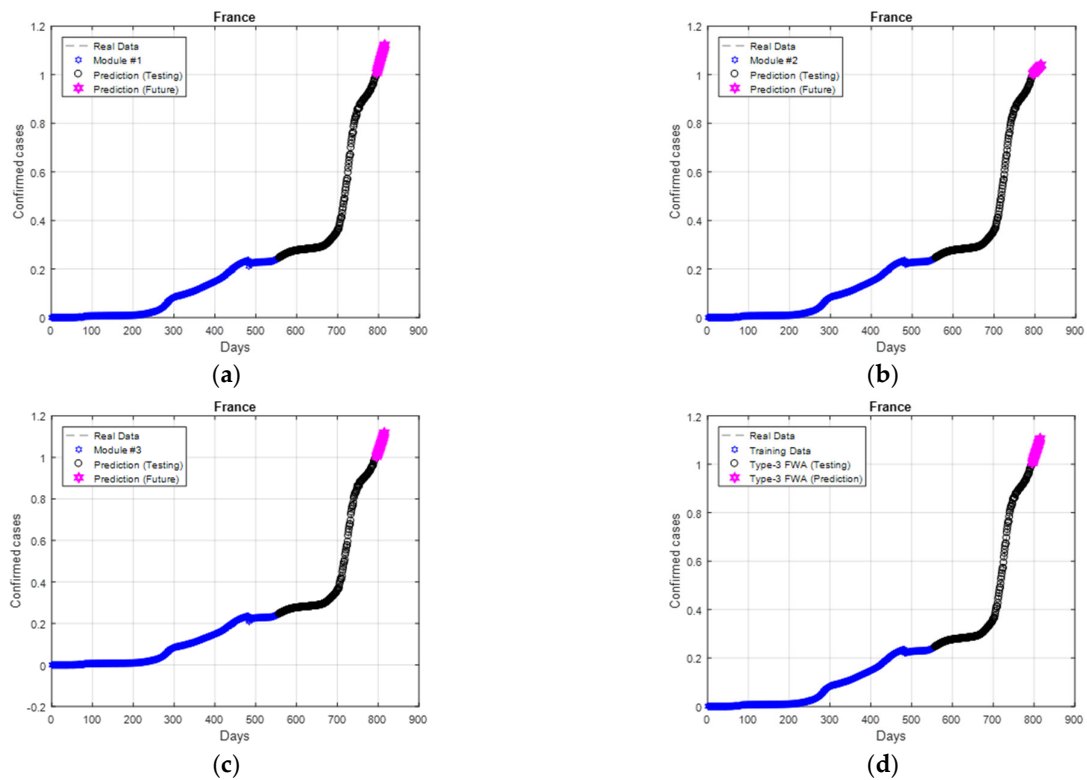 France
1.2
1
0.8
0.6
0.4
0.2
0
Confirmed cases
Real Data
Module #1
Prediction (Testing)
Prediction (Future)
0 100 200 300 400 500 600 700 800 900
Days
(a)
France
1.2
1
0.8
0.6
0.4
0.2
0
Confirmed cases
Real Data
Module #2
Prediction (Testing)
Prediction (Future)
0 100 200 300 400 500 600 700 800 900
Days
(b)
France
1.2
1
0.8
0.6
0.4
0.2
0
-0.2
Confirmed cases
Real Data
Module #3
Prediction (Testing)
Prediction (Future)
0 100 200 300 400 500 600 700 800 900
Days
(c)
France
1.2
1
0.8
0.6
0.4
0.2
0
Confirmed cases
Real Data
Training Data
Type-3 FWA (Testing)
Type-3 FWA (Prediction)
0 100 200 300 400 500 600 700 800 900
Days
(d)